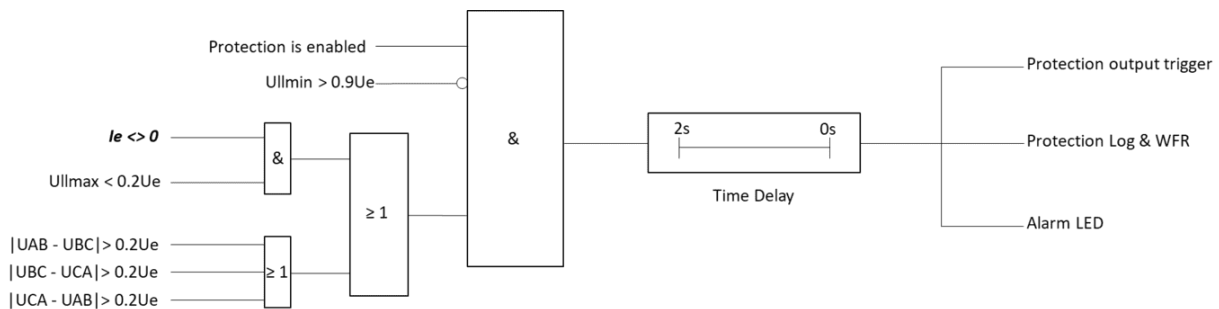 Protection is enabled
Ullmin > 0.9Ue
Ie <> 0
Ullmax < 0.2Ue
&
|UAB - UBC|> 0.2Ue
|UBC - UCA|> 0.2Ue
|UCA - UAB|> 0.2Ue
≥ 1
≥ 1
&
2s 0s
Time Delay
Protection output trigger
Protection Log & WFR
Alarm LED